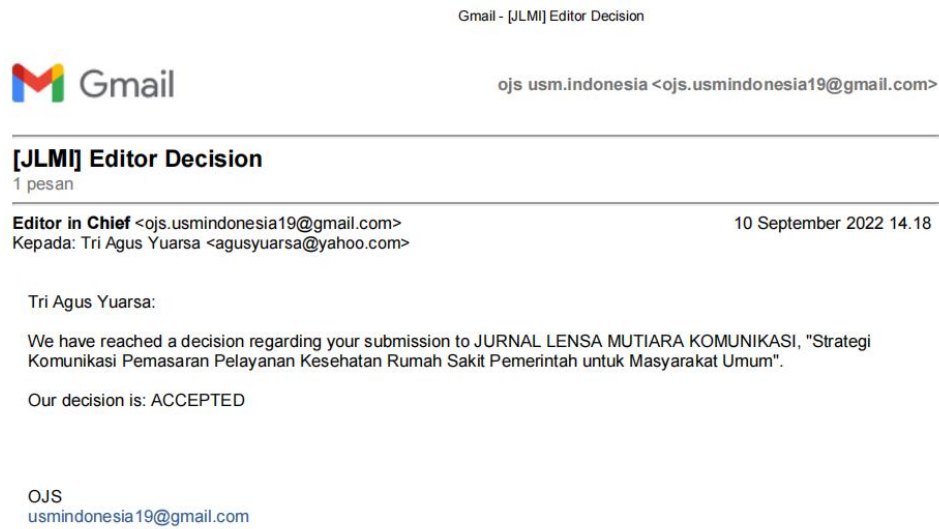 Gmail - [JLMI] Editor Decision
Gmail
ojs usm.indonesia <ojs.usmindonesia19@gmail.com>
[JLMI] Editor Decision
1 pesan
Editor in Chief <ojs.usmindonesia19@gmail.com>
10 September 2022 14.18
Kepada: Tri Agus Yuarsa <agusyuarsa@yahoo.com>
Tri Agus Yuarsa:
We have reached a decision regarding your submission to JURNAL LENSA MUTIARA KOMUNIKASI, "Strategi
Komunikasi Pemasaran Pelayanan Kesehatan Rumah Sakit Pemerintah untuk Masyarakat Umum".
Our decision is: ACCEPTED
OJS
usmindonesia19@gmail.com